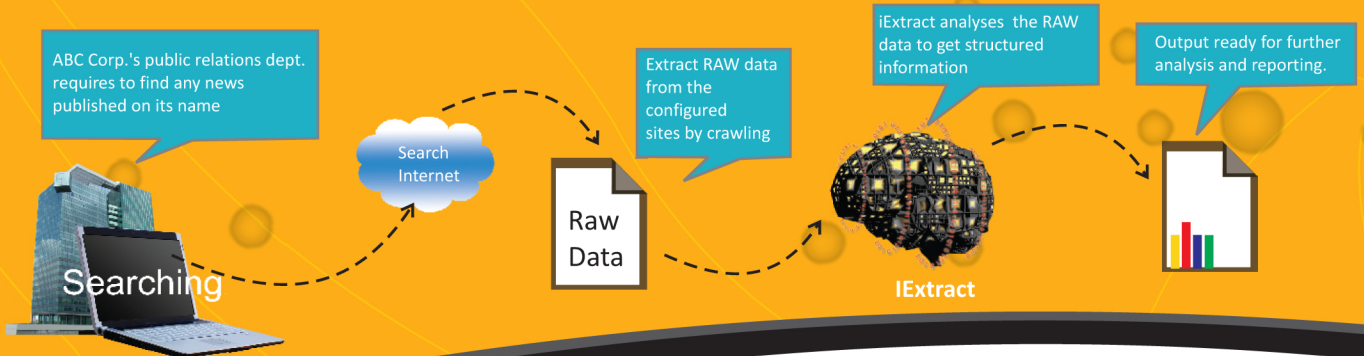 ABC Corp.'s public relations dept.
requires to find any news
published on its name
Searching
Search
Internet
Raw
Data
Extract RAW data
from the
configured
sites by crawling
iExtract analyses the RAW
data to get structured
information
IExtract
Output ready for further
analysis and reporting.